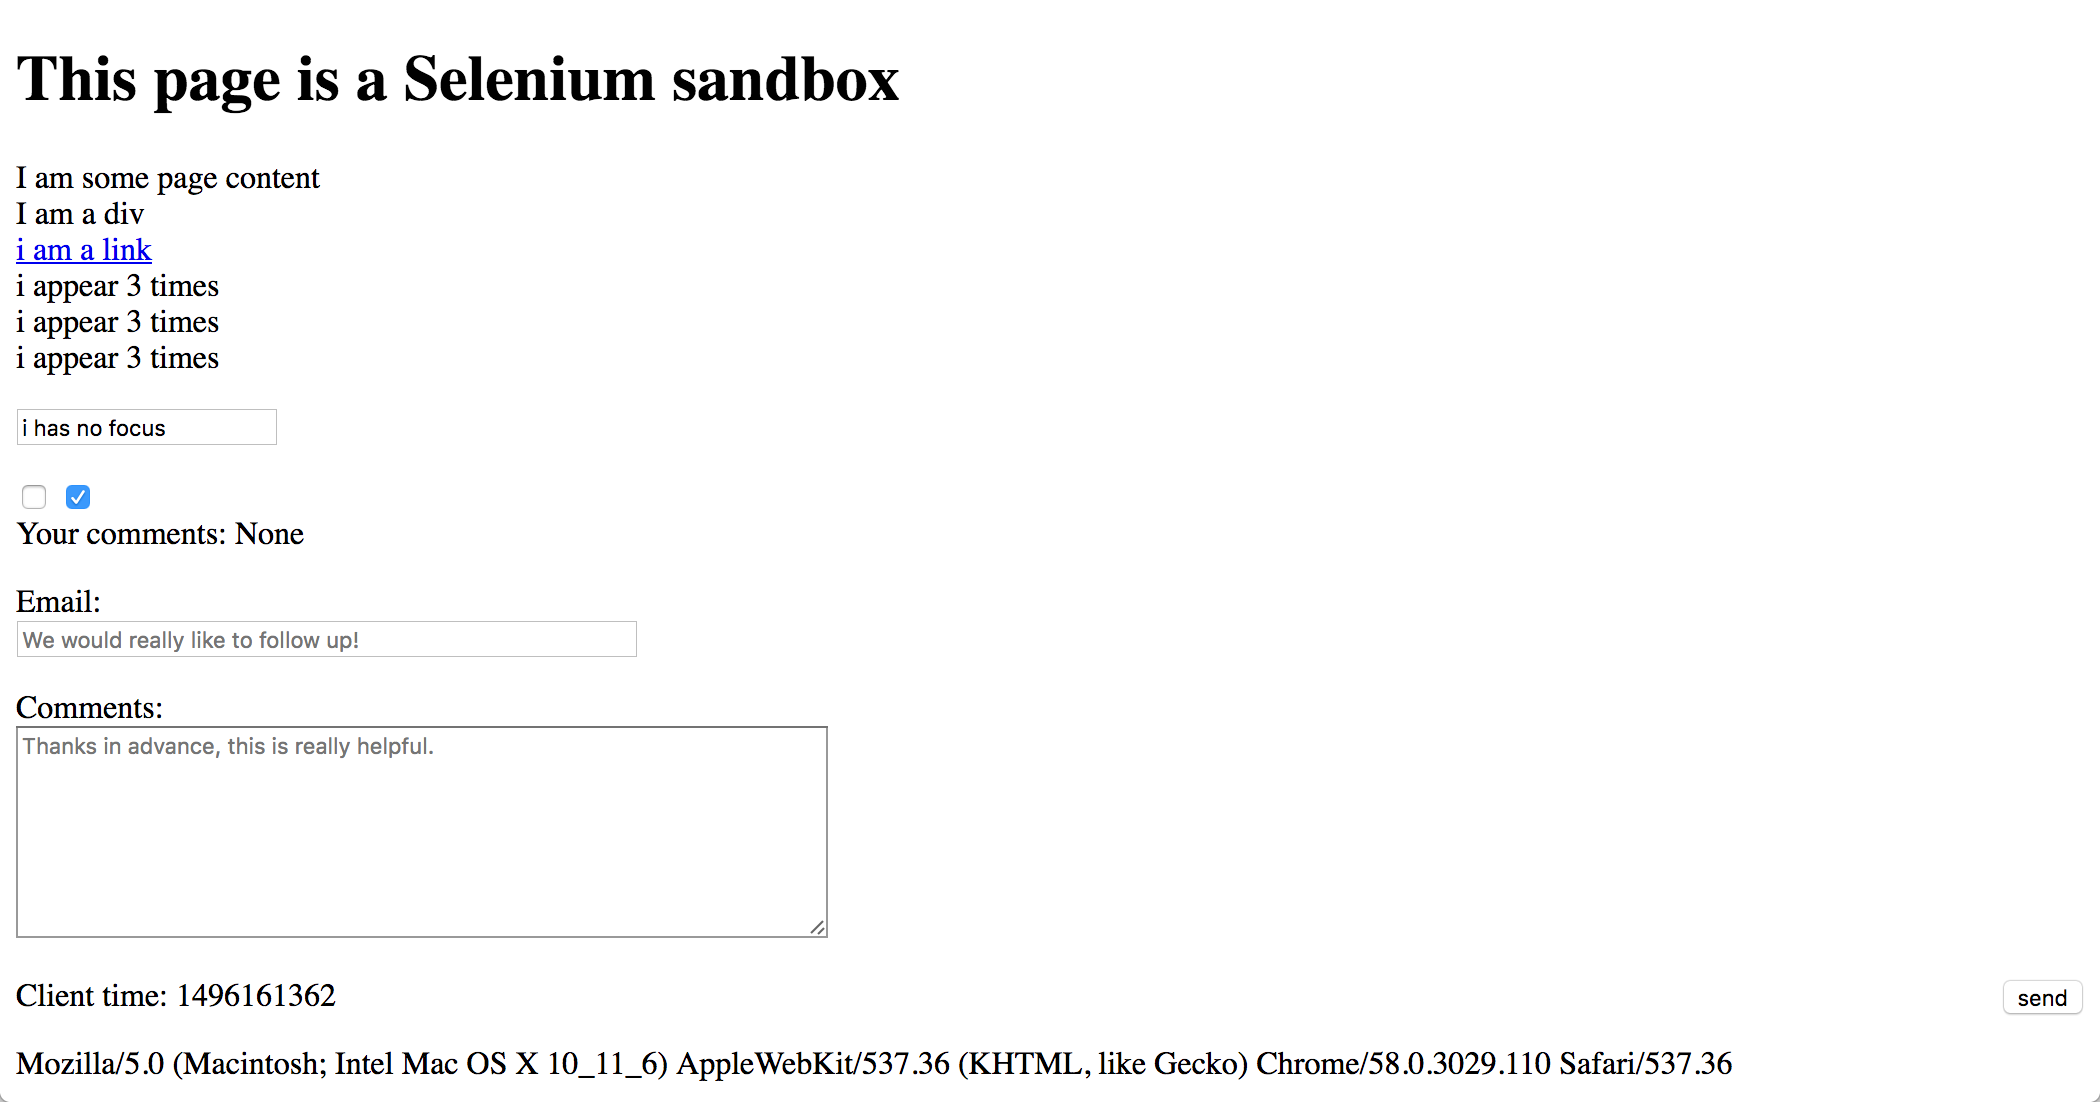 This page is a Selenium sandbox
I am some page content
I am a div
i am a link
i appear 3 times
i appear 3 times
i appear 3 times
i has no focus
Your comments: None
Email:
We would really like to follow up!
Comments:
Thanks in advance, this is really helpful.
Client time: 1496161362
send
Mozilla/5.0 (Macintosh; Intel Mac OS X 10_11_6) AppleWebKit/537.36 (KHTML, like Gecko) Chrome/58.0.3029.110 Safari/537.36